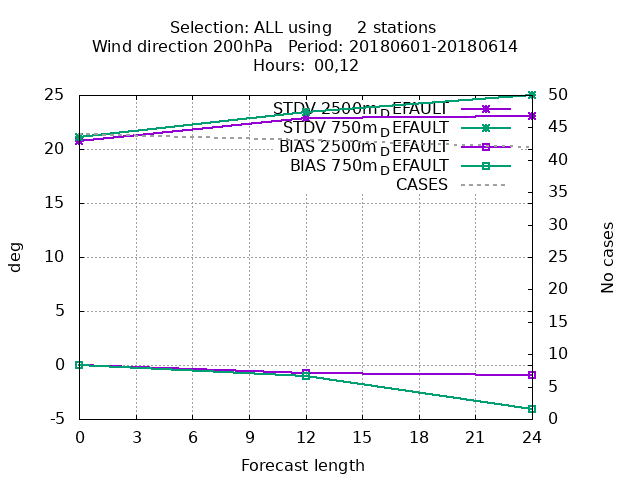 Selection: ALL using     2 stations
Wind direction 200hPa   Period: 20180601-20180614
Hours:  00,12
25
20
15
10
5
0
-5
deg
STDV 2500m_DEFAULT
STDV 750m_DEFAULT
BIAS 2500m_DEFAULT
BIAS 750m_DEFAULT
CASES
50
45
40
35
30
25
20
15
10
5
0
No cases
0 3 6 9 12 15 18 21 24
Forecast length